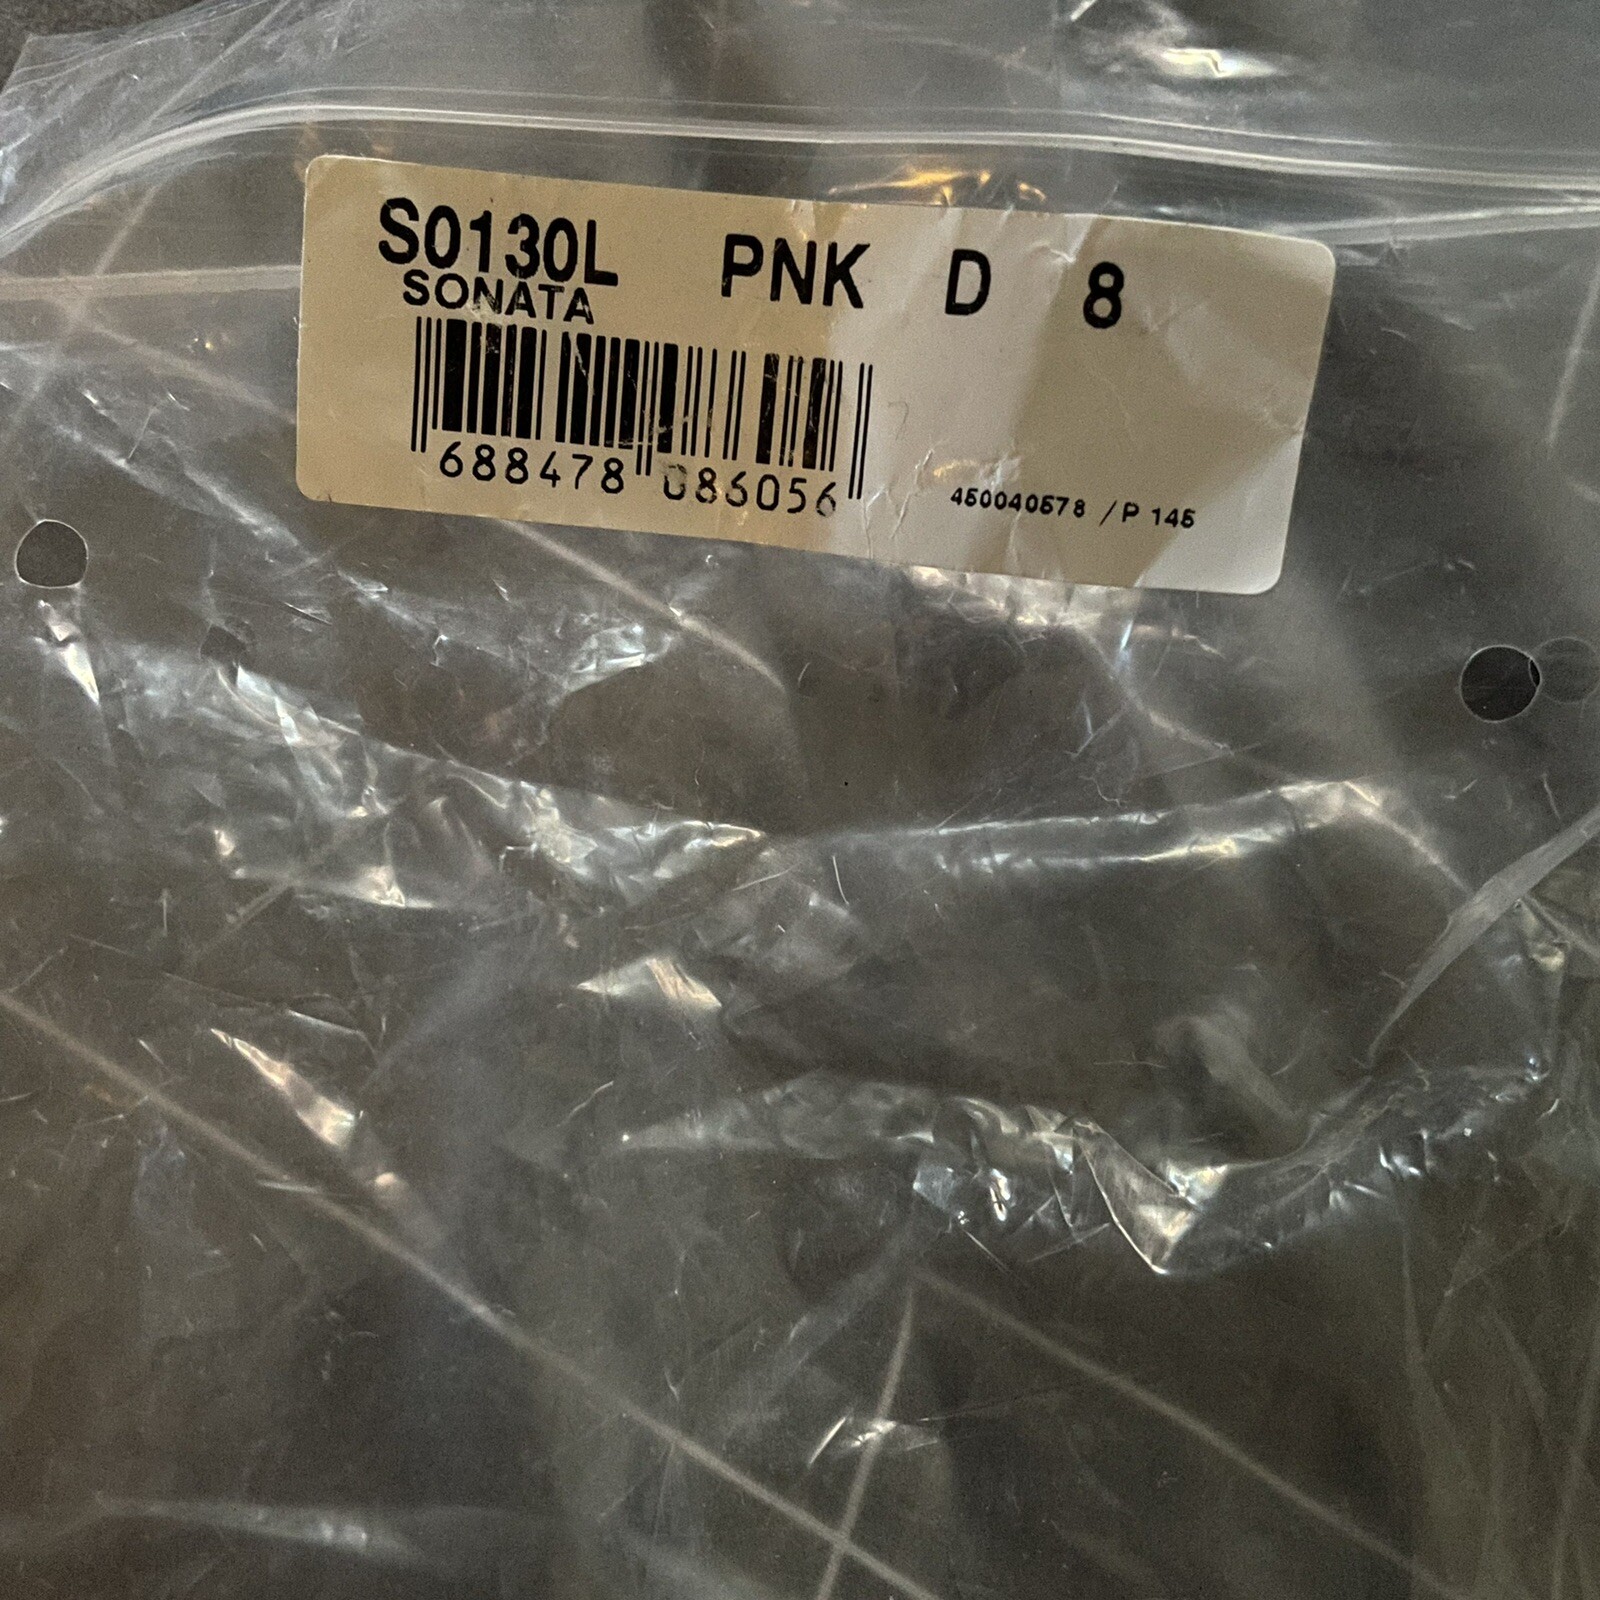 S0130L PNK D 8
SONATA
688478 086056
450040578 /P 145